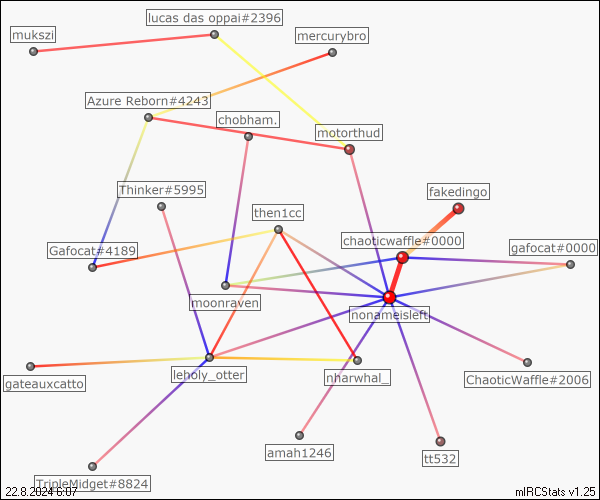 lucas das oppai#2396
mukszi
mercurybro
Azure Reborn#4243
chobham.
motorthud
Thinker#5995
fakedingo
then1cc
chaoticwaffle#0000
Gafocat#4189
gafocat#0000
moonraven
nonameisleft
leholy_otter
nharwhal_
ChaoticWaffle#2006
gateauxcatto
amah1246
tt532
TripleMidget#8824
22.8.2024 6:07
mIRCStats v1.25